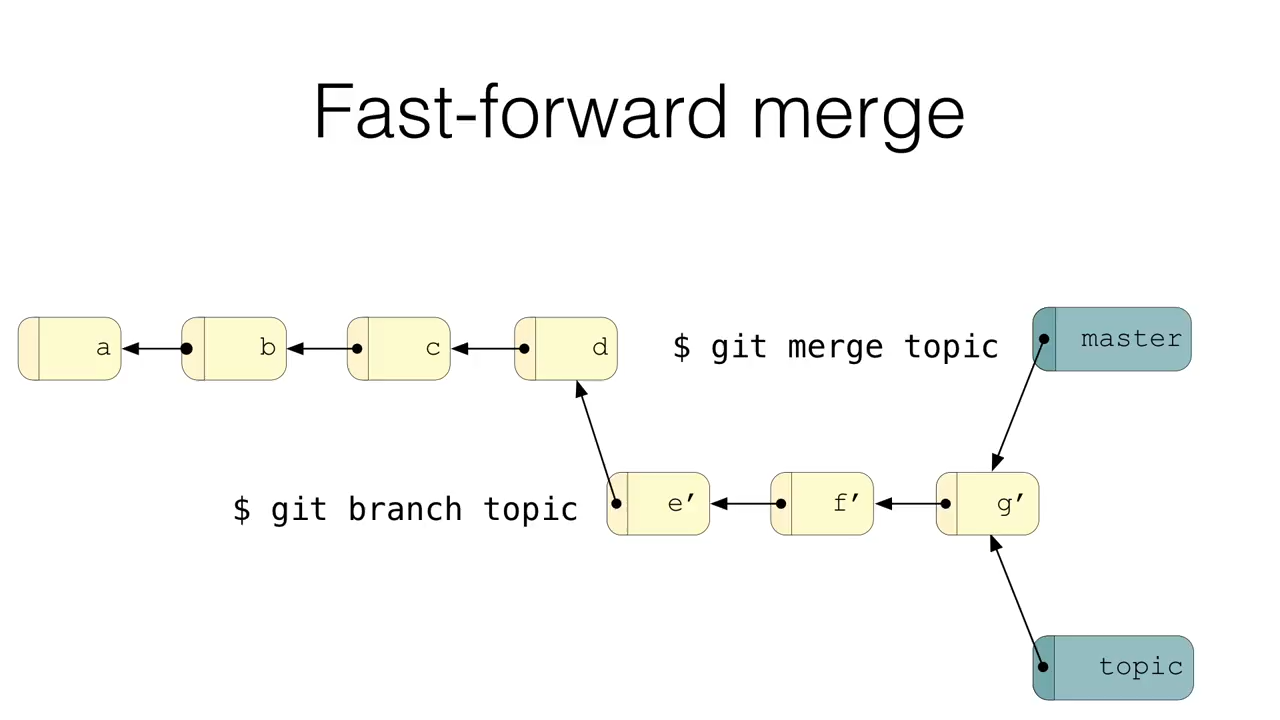 Fast-forward merge
a
b
c
d
$ git merge topic
master
$ git branch topic
e’
f’
g’
topic